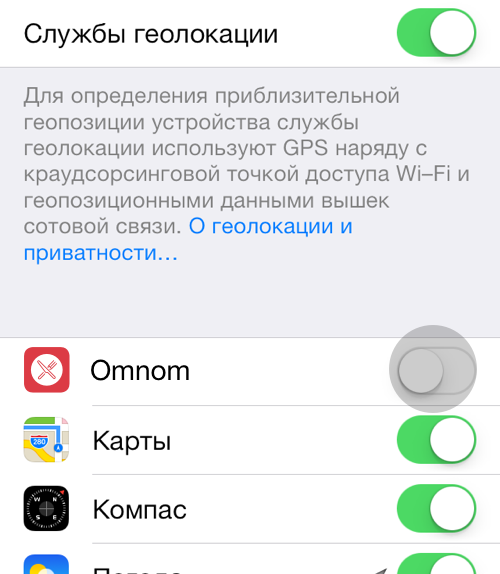 Службы геолокации
Для определения приблизительной
геопозиции устройства службы
геолокации используют GPS наряду с
краудсорсинговой точкой доступа Wi–Fi и
геопозиционными данными вышек
сотовой связи. О геолокации и
приватности…
Omnom
280
Карты
N
W E
S
Компас
Погода